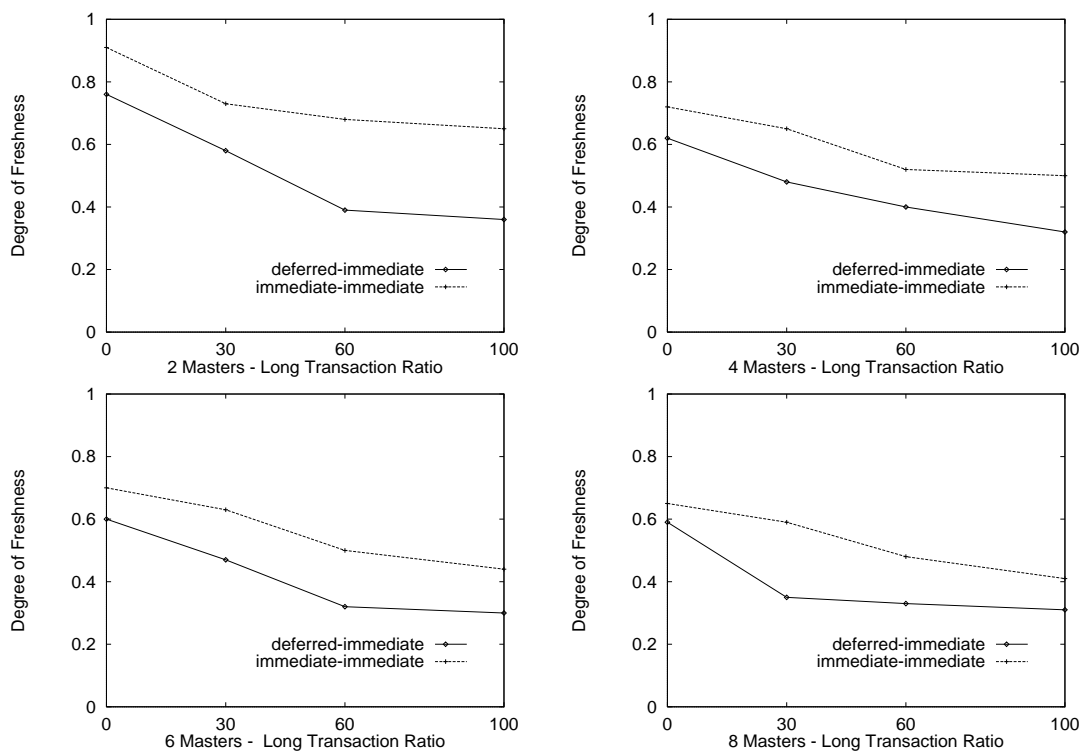 1
0.8
0.6
0.4
0.2
0
Degree of Freshness
deferred-immediate
immediate-immediate
0 30 60 100
2 Masters - Long Transaction Ratio
1
0.8
0.6
0.4
0.2
0
Degree of Freshness
deferred-immediate
immediate-immediate
0 30 60 100
4 Masters - Long Transaction Ratio
1
0.8
0.6
0.4
0.2
0
Degree of Freshness
deferred-immediate
immediate-immediate
0 30 60 100
6 Masters - Long Transaction Ratio
1
0.8
0.6
0.4
0.2
0
Degree of Freshness
deferred-immediate
immediate-immediate
0 30 60 100
8 Masters - Long Transaction Ratio